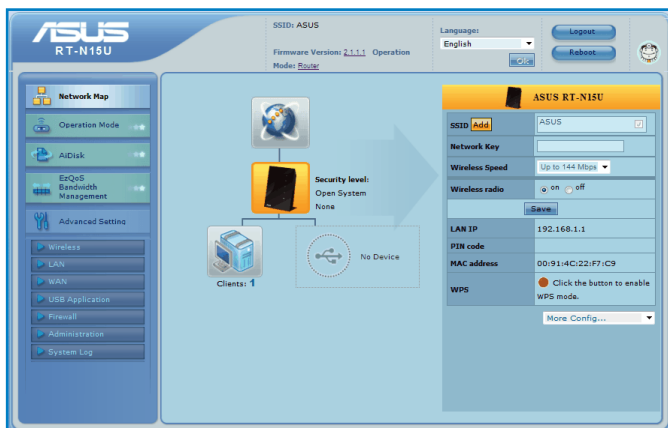 ASUS
RT-N15U
SSID: ASUS
Firmware Version: 2.1.1.1 Operation
Mode: Router
Language:
English
Logout
Reboot
Network Map
Operation Mode
AiDisk
EzQoS
Bandwidth
Management
Advanced Setting
Wireless
LAN
WAN
USB Application
Firewall
Administration
System Log
Security level:
Open System
None
Clients: 1
No Device
ASUS RT-N15U
SSID Add ASUS
Network Key
Wireless Speed Up to 144 Mbps
Wireless radio on off
Save
LAN IP 192.168.1.1
PIN code
MAC address 00:91:4C:22:F7:C9
WPS Click the button to enable
WPS mode.
More Config...